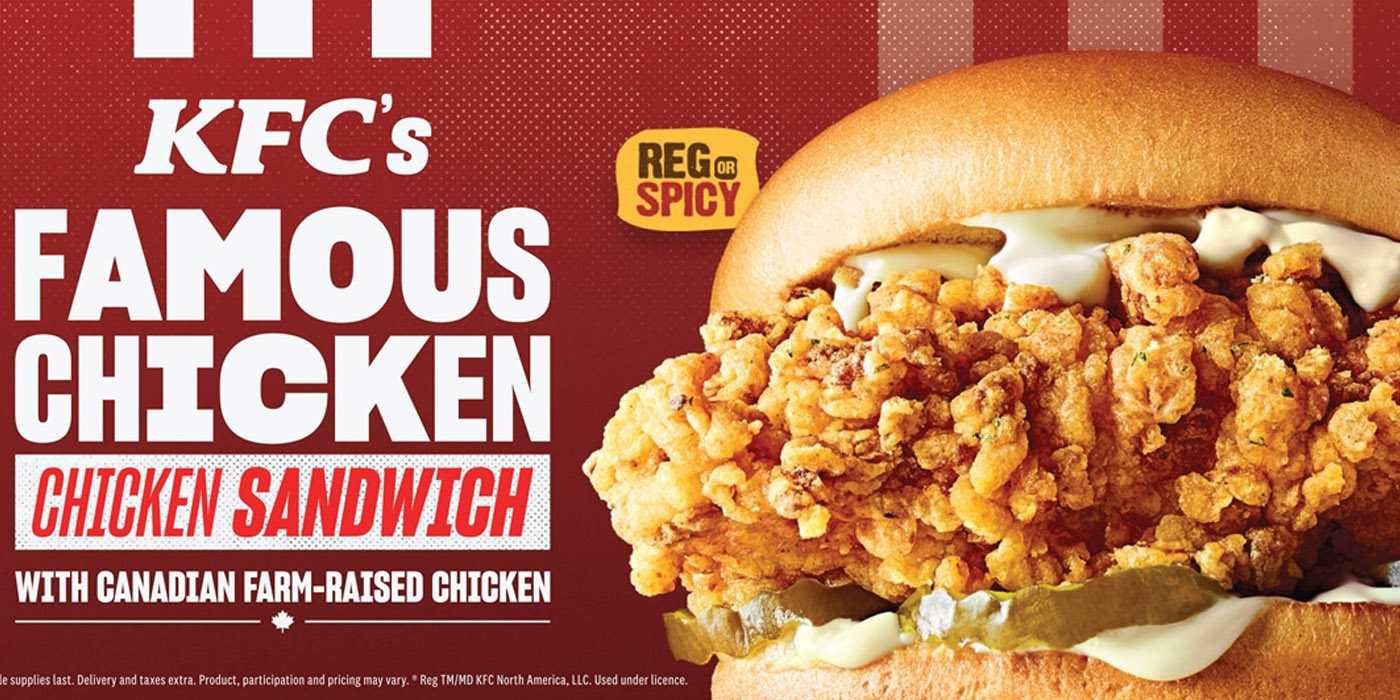 KFC's
FAMOUS
CHICKEN
CHICKEN SANDWICH
WITH CANADIAN FARM-RAISED CHICKEN
REG OR
SPICY
supplies last. Delivery and taxes extra. Product, participation and pricing may vary. ® Reg TM/MD KFC North America, LLC. Used under licence.